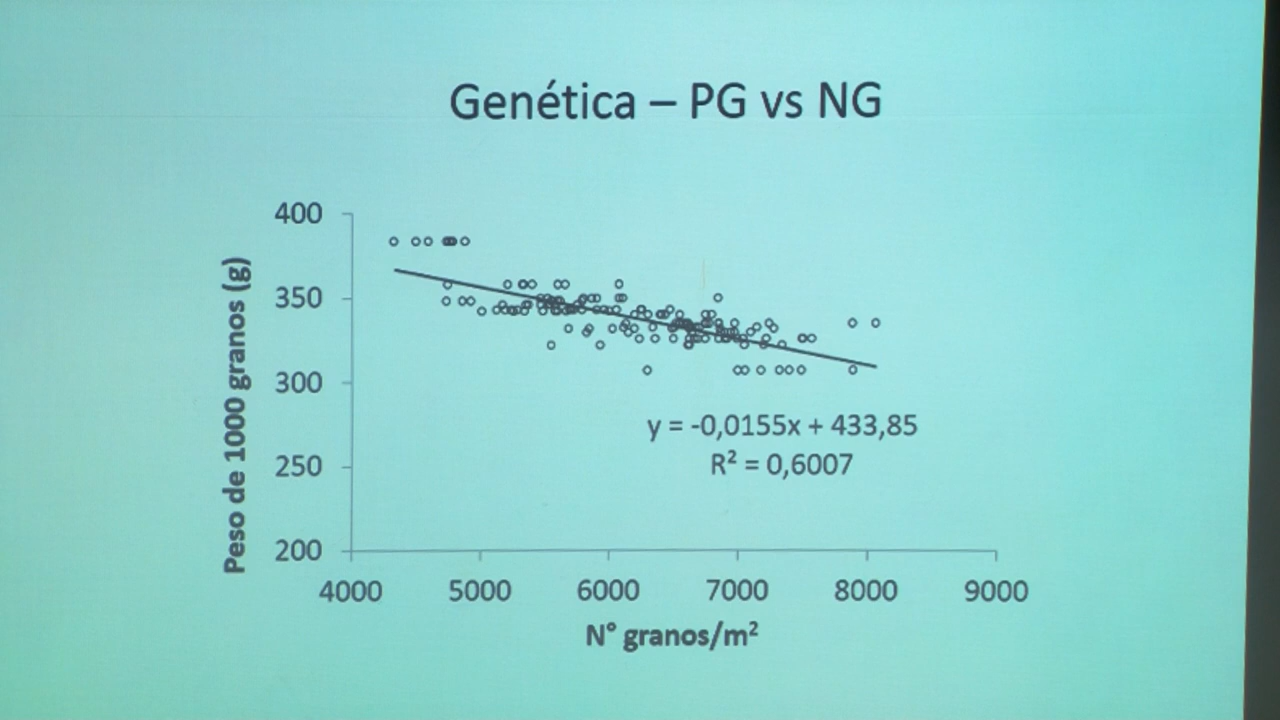 Genética – PG vs NG
400
350
300
250
200
Peso de 1000 granos (g)
y = -0,0155x + 433,85
R² = 0,6007
4000 5000 6000 7000 8000 9000
N° granos/m²